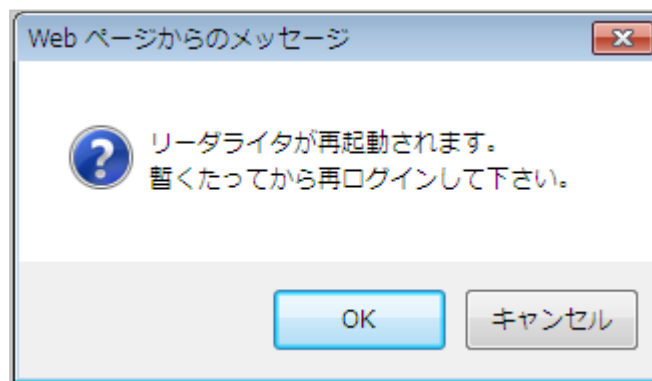 Web ページからのメッセージ
リーダライタが再起動されます。
暫くたってから再ログインして下さい。
OK
キャンセル